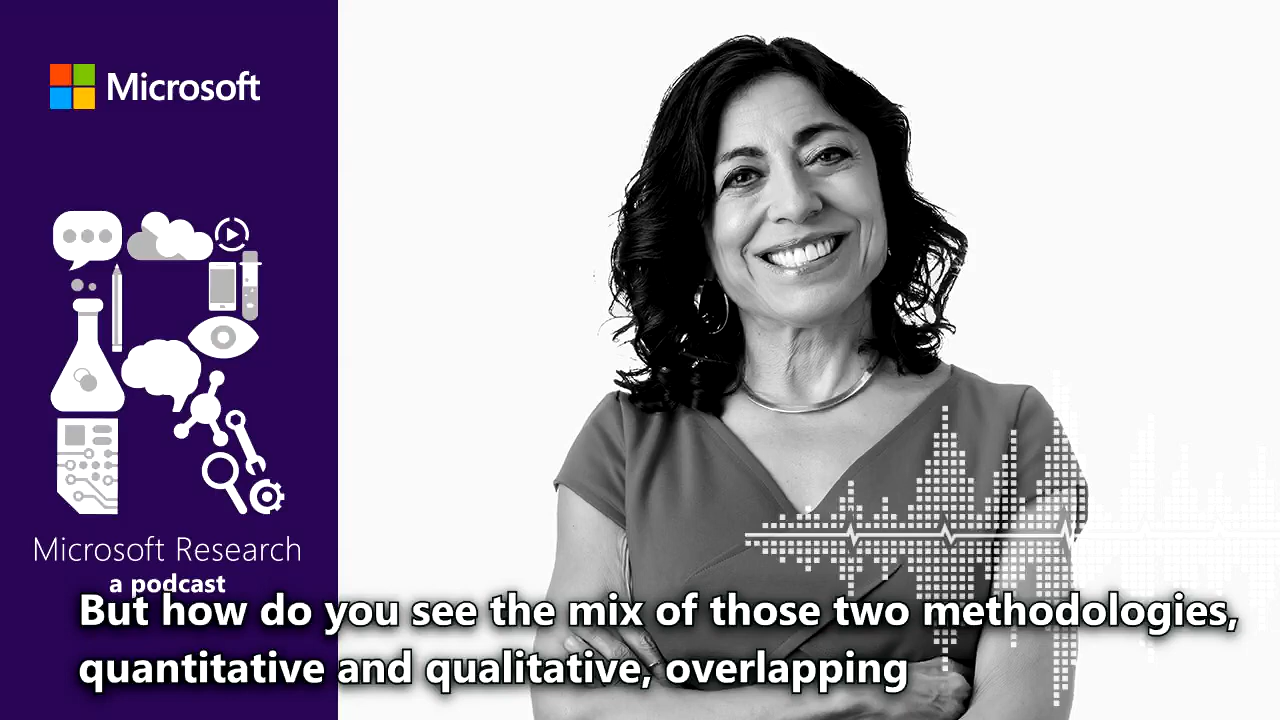 Microsoft
Microsoft Research
a podcast
But how do you see the mix of those two methodologies,
quantitative and qualitative, overlapping